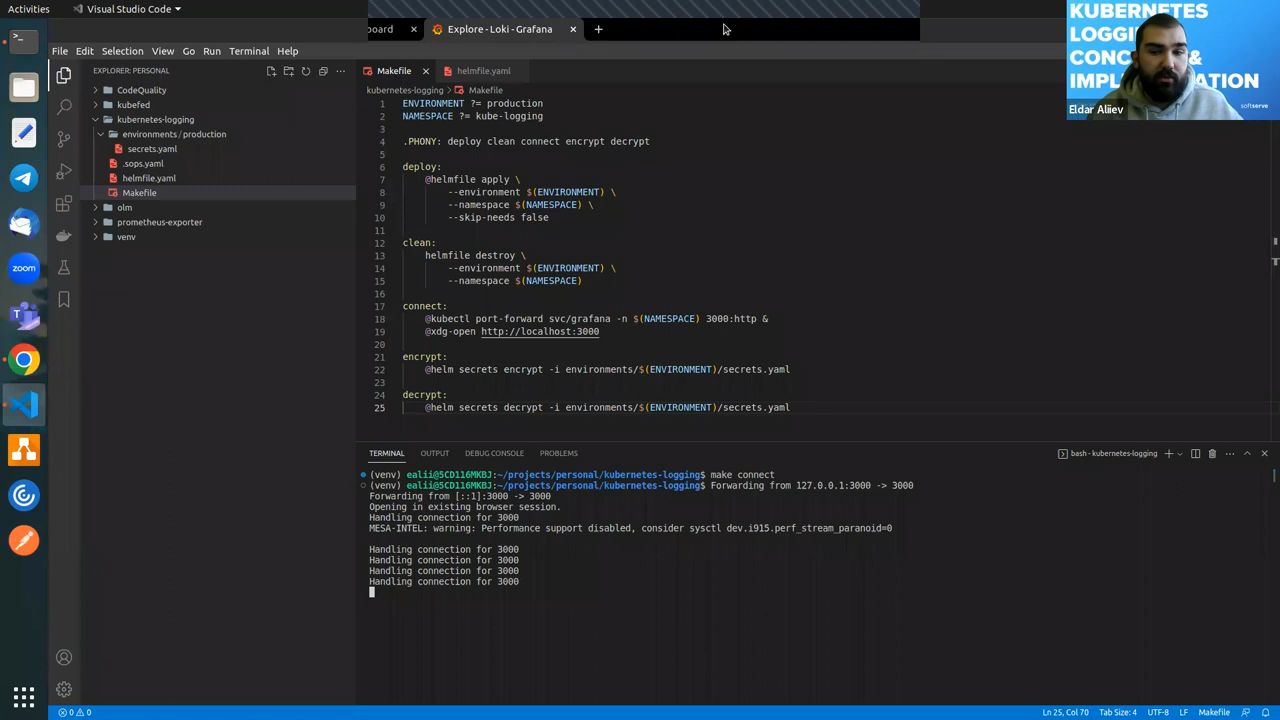 Activities
Visual Studio Code
board
Explore - Loki - Grafana
File Edit Selection View Go Run Terminal Help
KUBERNETES
Eldar Aliiev
softserve
EXPLORER: PERSONAL
CodeQuality
kubefed
kubernetes-logging
environments / production
secrets.yaml
.sops.yaml
helmfile.yaml
Makefile
olm
prometheus-exporter
venv
zoom
Makefile
helmfile.yaml
kubernetes-logging > Makefile
1 ENVIRONMENT ?= production
2 NAMESPACE ?= kube-logging
3
4 .PHONY: deploy clean connect encrypt decrypt
5
6 deploy:
7 @helmfile apply \
8 --environment $(ENVIRONMENT) \
9 --namespace $(NAMESPACE) \
10 --skip-needs false
11
12 clean:
13 helmfile destroy \
14 --environment $(ENVIRONMENT) \
15 --namespace $(NAMESPACE)
16
17 connect:
18 @kubectl port-forward svc/grafana -n $(NAMESPACE) 3000:http &
19 @xdg-open http://localhost:3000
20
21 encrypt:
22 @helm secrets encrypt -i environments/$(ENVIRONMENT)/secrets.yaml
23
24 decrypt:
25 @helm secrets decrypt -i environments/$(ENVIRONMENT)/secrets.yaml
TERMINAL OUTPUT DEBUG CONSOLE PROBLEMS
bash - kubernetes-logging
(venv) ealii@5CD116MKBJ:~/projects/personal/kubernetes-logging$ make connect
(venv) ealii@5CD116MKBJ:~/projects/personal/kubernetes-logging$ Forwarding from 127.0.0.1:3000 -> 3000
Forwarding from [::1]:3000 -> 3000
Opening in existing browser session.
Handling connection for 3000
MESA-INTEL: warning: Performance support disabled, consider sysctl dev.i915.perf_stream_paranoid=0
Handling connection for 3000
Handling connection for 3000
Handling connection for 3000
Handling connection for 3000
0 0
Ln 25, Col 70 Tab Size: 4 UTF-8 LF Makefile